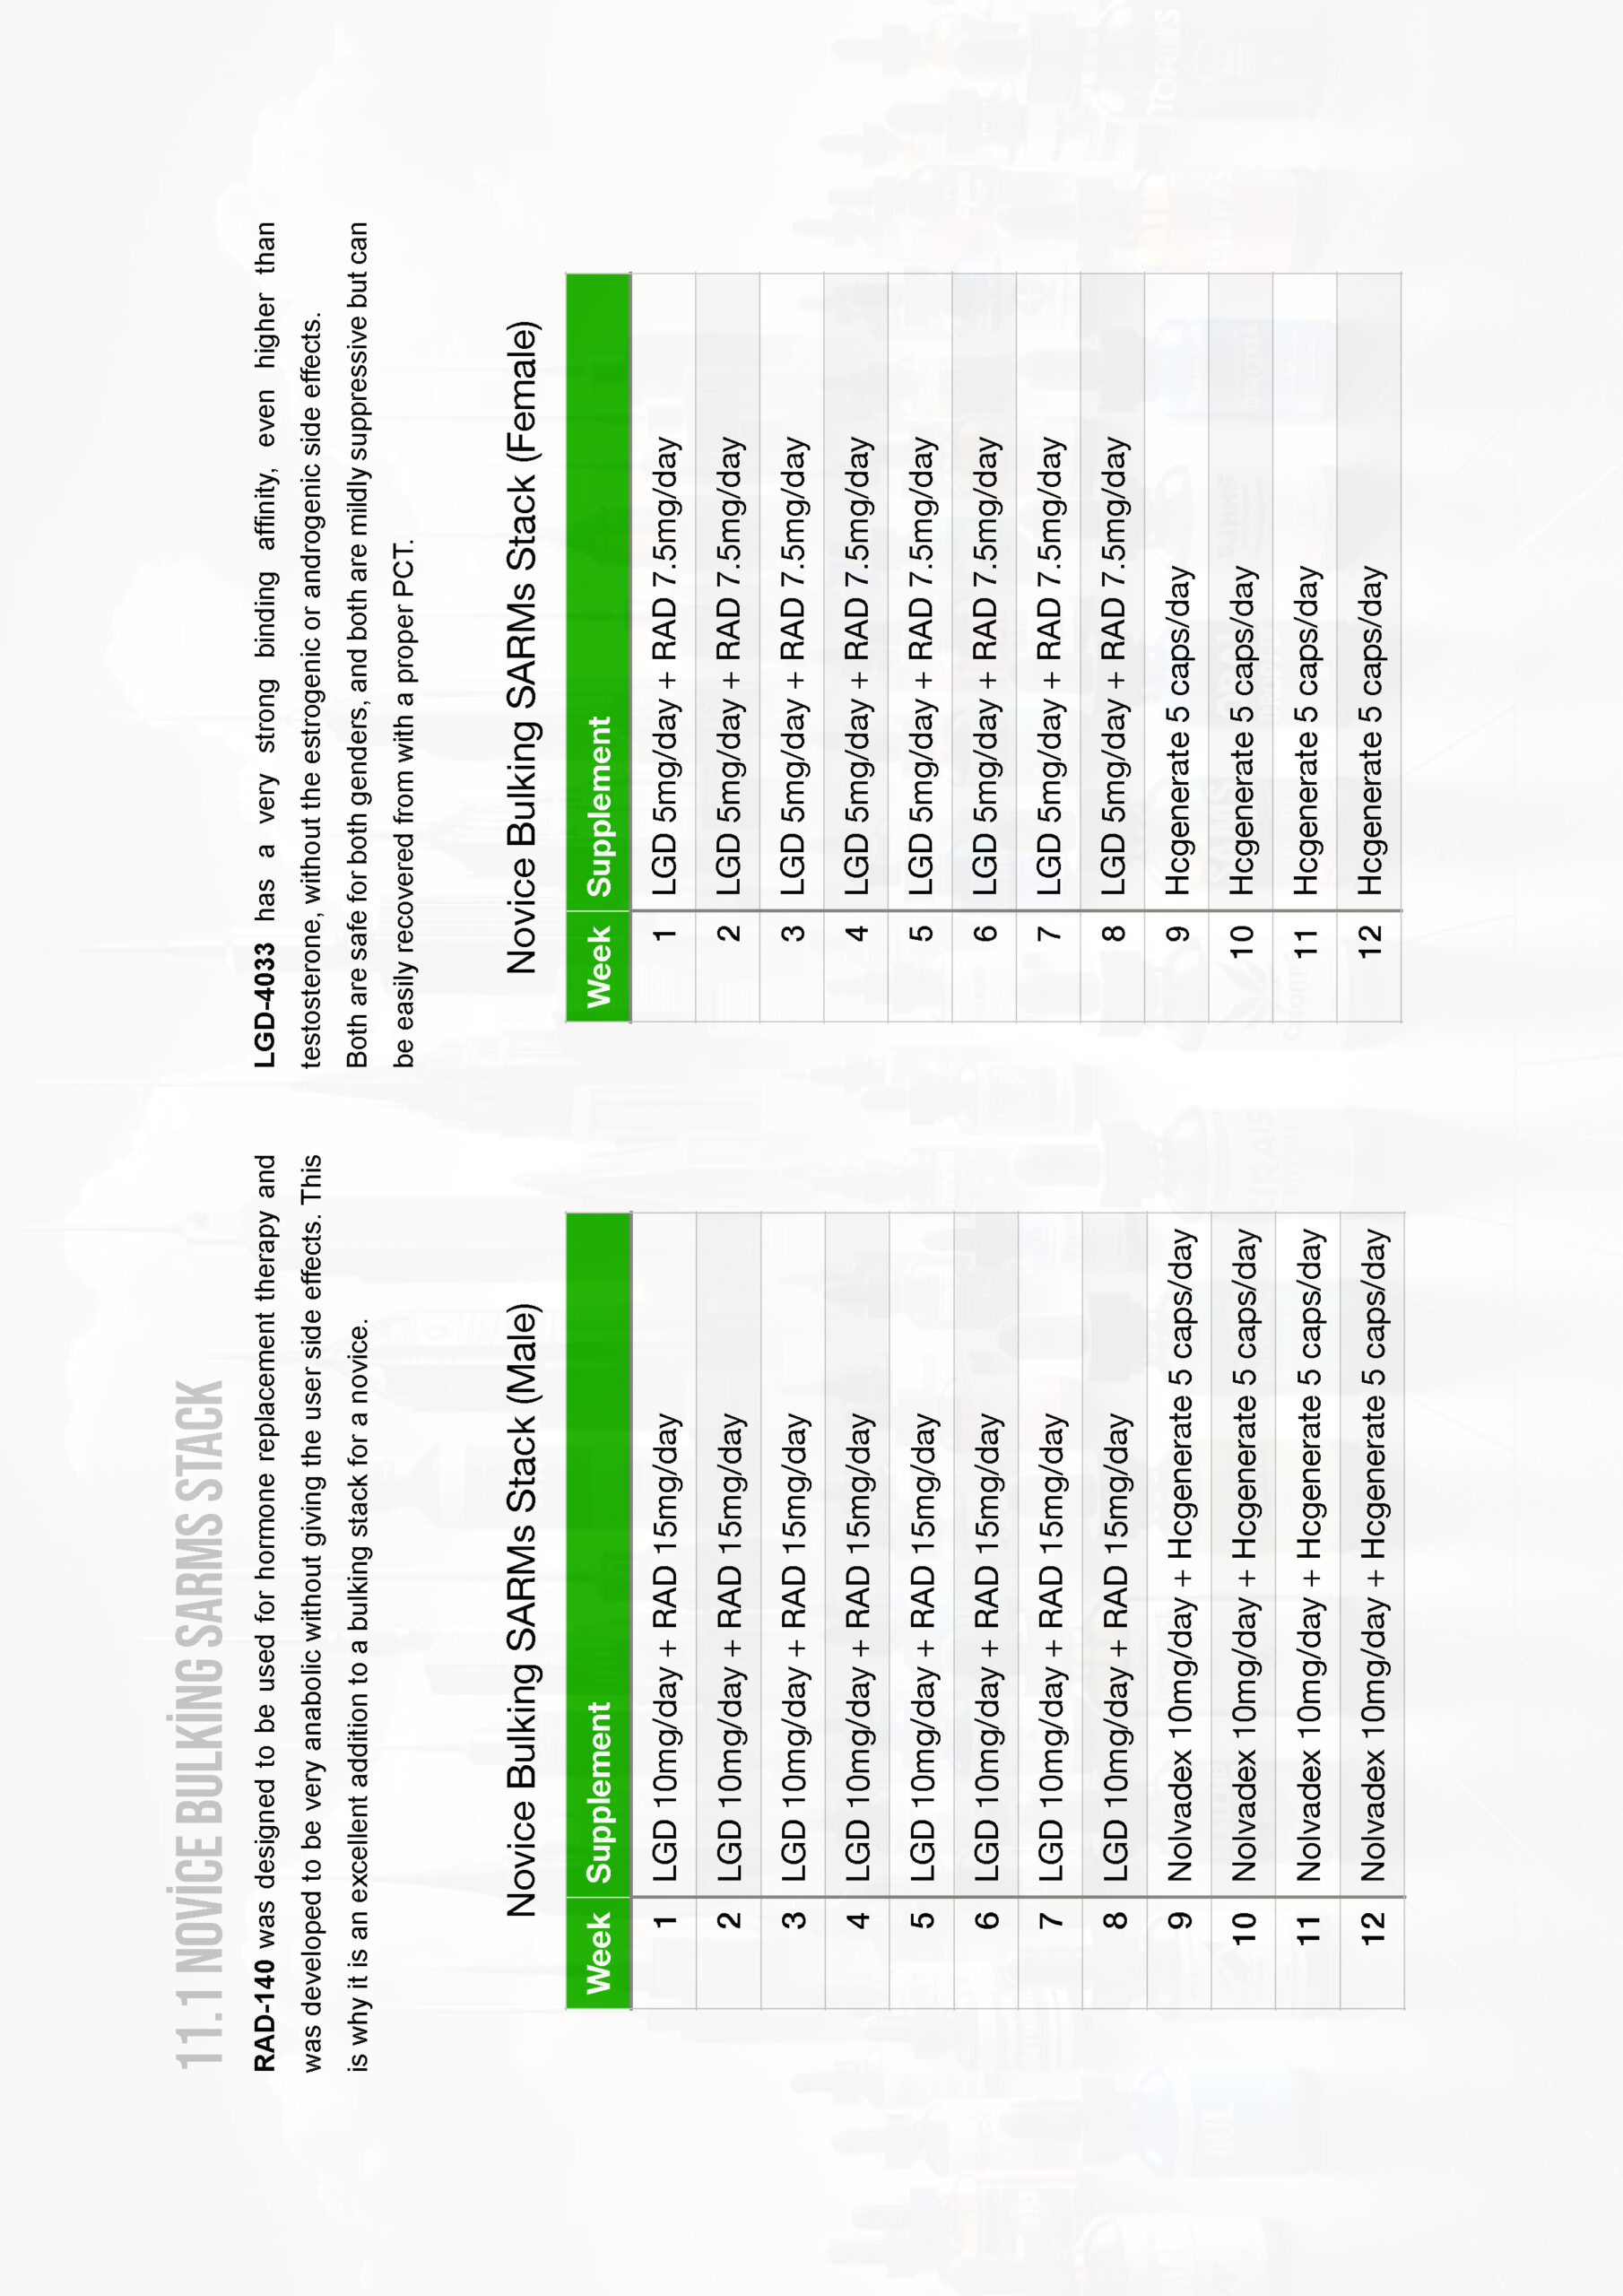 11.1 NOVİCE BULKİNG SARMS STACK
RAD-140 was designed to be used for hormone replacement therapy and
was developed to be very anabolic without giving the user side effects. This
is why it is an excellent addition to a bulking stack for a novice.
LGD-4033 has a very strong binding affinity, even higher than
testosterone, without the estrogenic or androgenic side effects.
Both are safe for both genders, and both are mildly suppressive but can
be easily recovered from with a proper PCT.
Novice Bulking SARMs Stack (Male)
Week Supplement
1 LGD 10mg/day + RAD 15mg/day
2 LGD 10mg/day + RAD 15mg/day
3 LGD 10mg/day + RAD 15mg/day
4 LGD 10mg/day + RAD 15mg/day
5 LGD 10mg/day + RAD 15mg/day
6 LGD 10mg/day + RAD 15mg/day
7 LGD 10mg/day + RAD 15mg/day
8 LGD 10mg/day + RAD 15mg/day
9 Nolvadex 10mg/day + Hcgenerate 5 caps/day
10 Nolvadex 10mg/day + Hcgenerate 5 caps/day
11 Nolvadex 10mg/day + Hcgenerate 5 caps/day
12 Nolvadex 10mg/day + Hcgenerate 5 caps/day
Novice Bulking SARMs Stack (Female)
Week Supplement
1 LGD 5mg/day + RAD 7.5mg/day
2 LGD 5mg/day + RAD 7.5mg/day
3 LGD 5mg/day + RAD 7.5mg/day
4 LGD 5mg/day + RAD 7.5mg/day
5 LGD 5mg/day + RAD 7.5mg/day
6 LGD 5mg/day + RAD 7.5mg/day
7 LGD 5mg/day + RAD 7.5mg/day
8 LGD 5mg/day + RAD 7.5mg/day
9 Hcgenerate 5 caps/day
10 Hcgenerate 5 caps/day
11 Hcgenerate 5 caps/day
12 Hcgenerate 5 caps/day